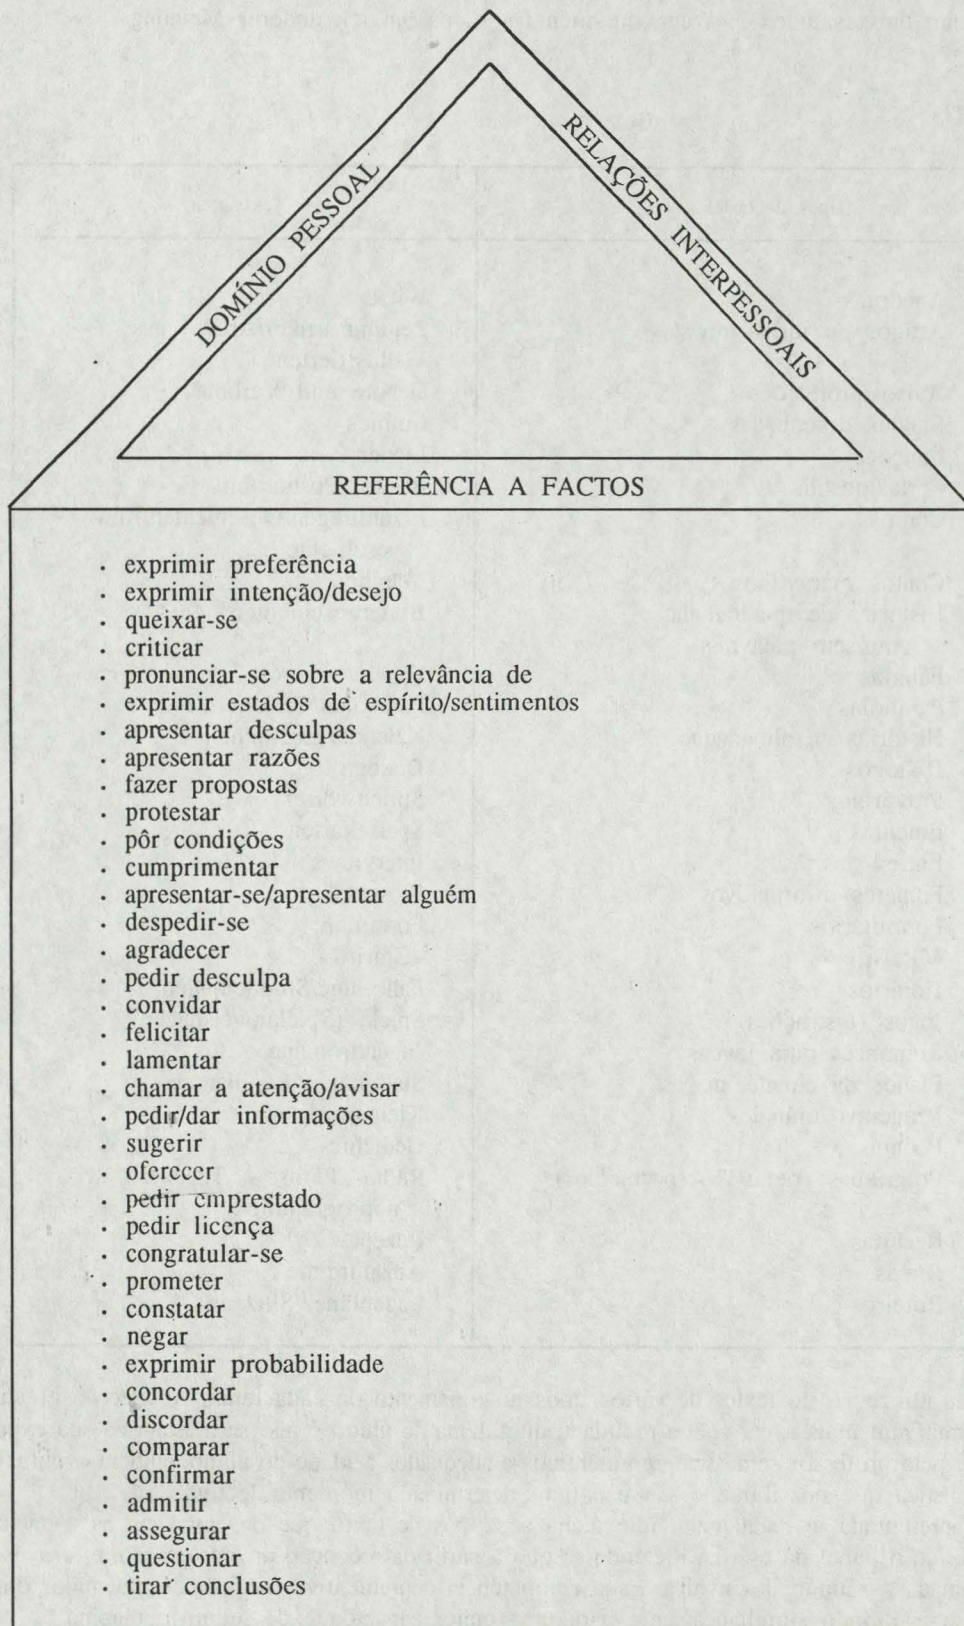 DOMÍNIO PESSOAL
RELAÇÕES INTERPESSOAIS
REFERÊNCIA A FACTOS
· exprimir preferência
· exprimir intenção/desejo
· queixar-se
· criticar
· pronunciar-se sobre a relevância de
· exprimir estados de espírito/sentimentos
· apresentar desculpas
· apresentar razões
· fazer propostas
· protestar
· pôr condições
· cumprimentar
· apresentar-se/apresentar alguém
· despedir-se
· agradecer
· pedir desculpa
· convidar
· felicitar
· lamentar
· chamar a atenção/avisar
· pedir/dar informações
· sugerir
· oferecer
· pedir emprestado
· pedir licença
· congratular-se
· prometer
· constatar
· negar
· exprimir probabilidade
· concordar
· discordar
· comparar
· confirmar
· admitir
· assegurar
· questionar
· tirar conclusões